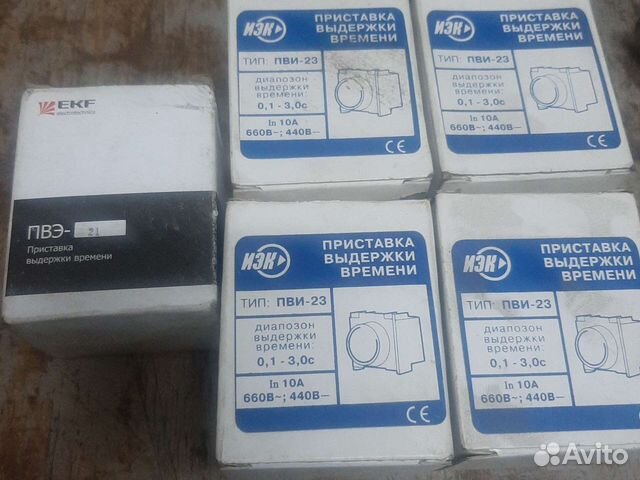 EKF
electrotechnica
ПВЭ-
21
Приставка
выдержки времени
ИЭК
ПРИСТАВКА
ВЫДЕРЖКИ
ВРЕМЕНИ
ТИП: ПВИ-23
диапозон
выдержки
времени:
0,1 - 3,0с
In 10А
660В~; 440В—
CE
ИЭК
ПРИСТАВКА
ВЫДЕРЖКИ
ВРЕМЕНИ
ТИП: ПВИ-23
диапозон
выдержки
времени:
0,1 - 3,0с
In 10А
660В~; 440В—
CE
ИЭК
ПРИСТАВКА
ВЫДЕРЖКИ
ВРЕМЕНИ
ТИП: ПВИ-23
диапозон
выдержки
времени:
0,1 - 3,0с
In 10А
660В~; 440В—
CE
ИЭК
ПРИСТАВКА
ВЫДЕРЖКИ
ВРЕМЕНИ
ТИП: ПВИ-23
диапозон
выдержки
времени:
0,1 - 3,0с
In 10А
660В~; 440В—
Avito